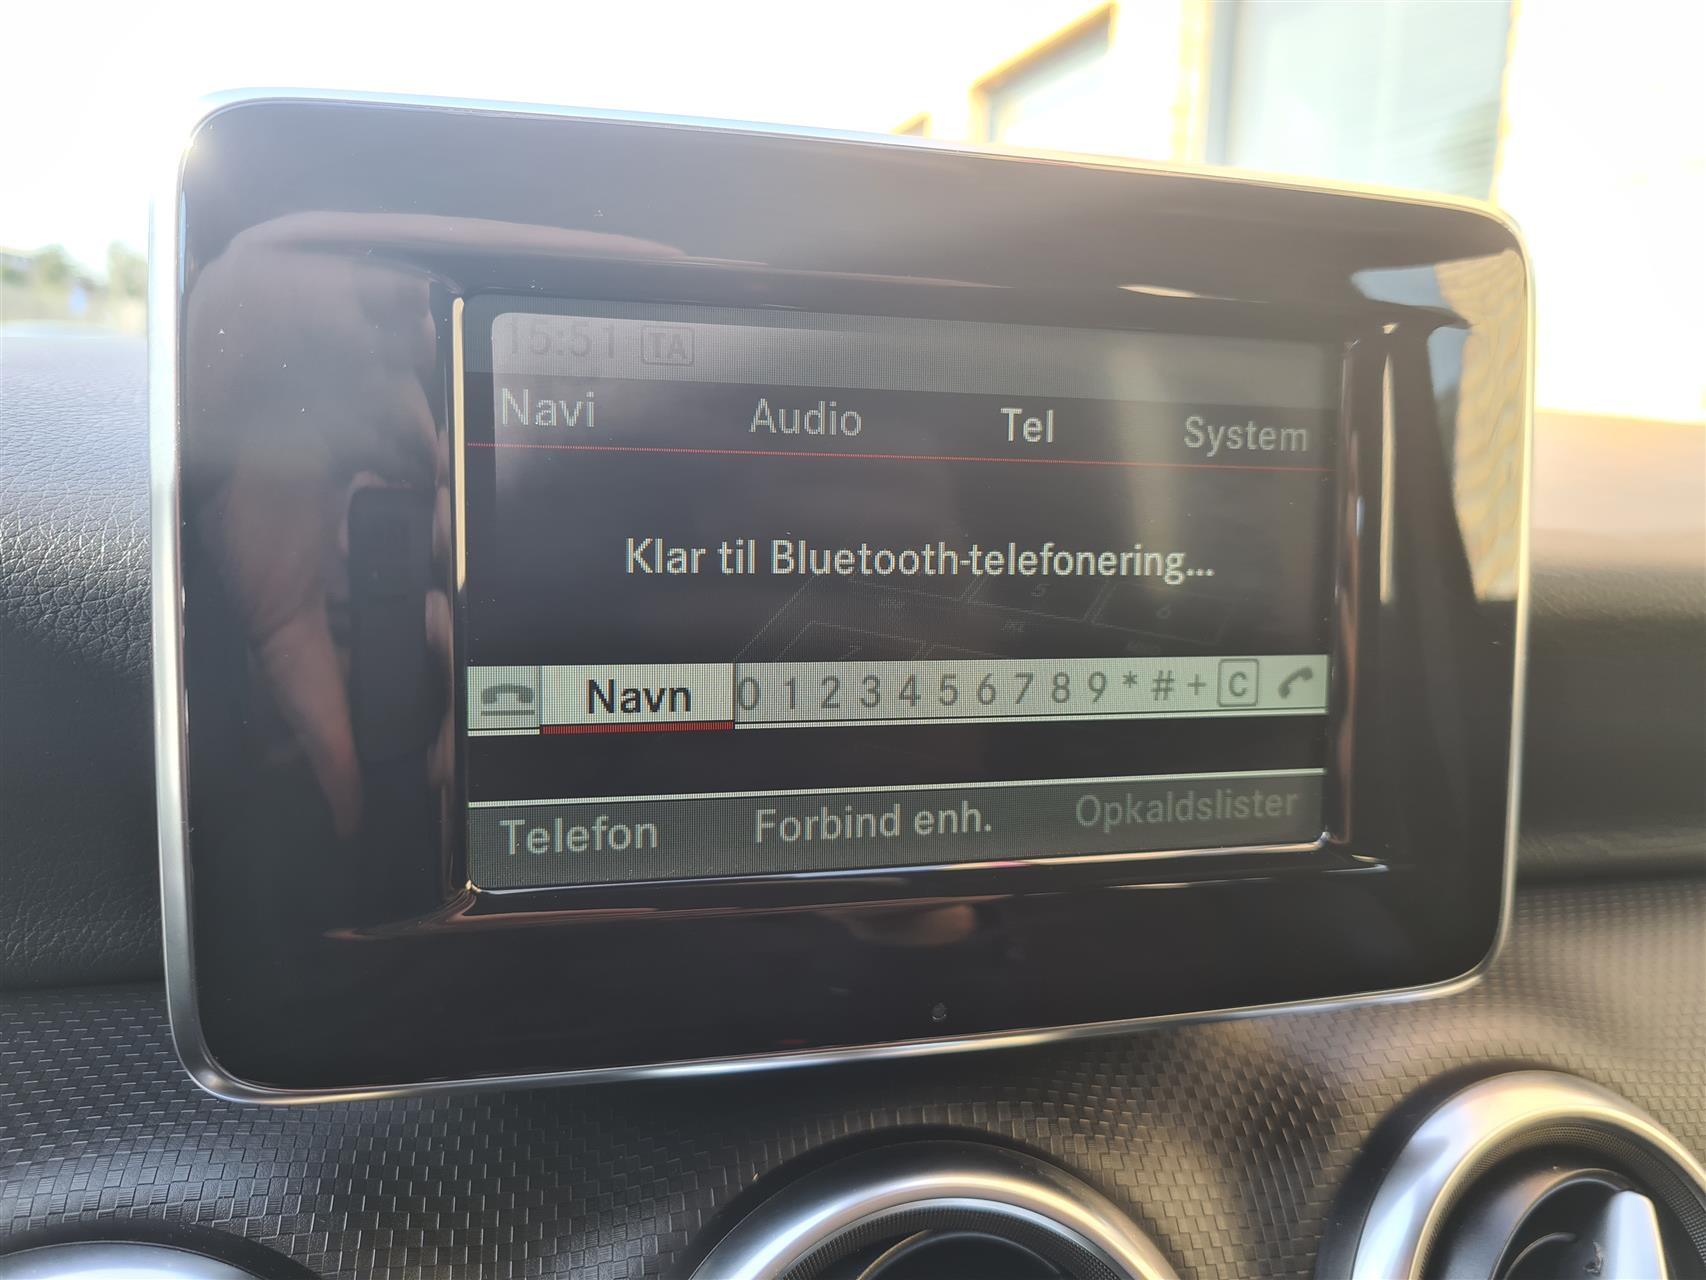 15:51 TA
Navi Audio Tel System
Klar til Bluetooth-telefonering...
Navn 0 1 2 3 4 5 6 7 8 9 * # + C
Telefon Forbind enh. Opkaldslister